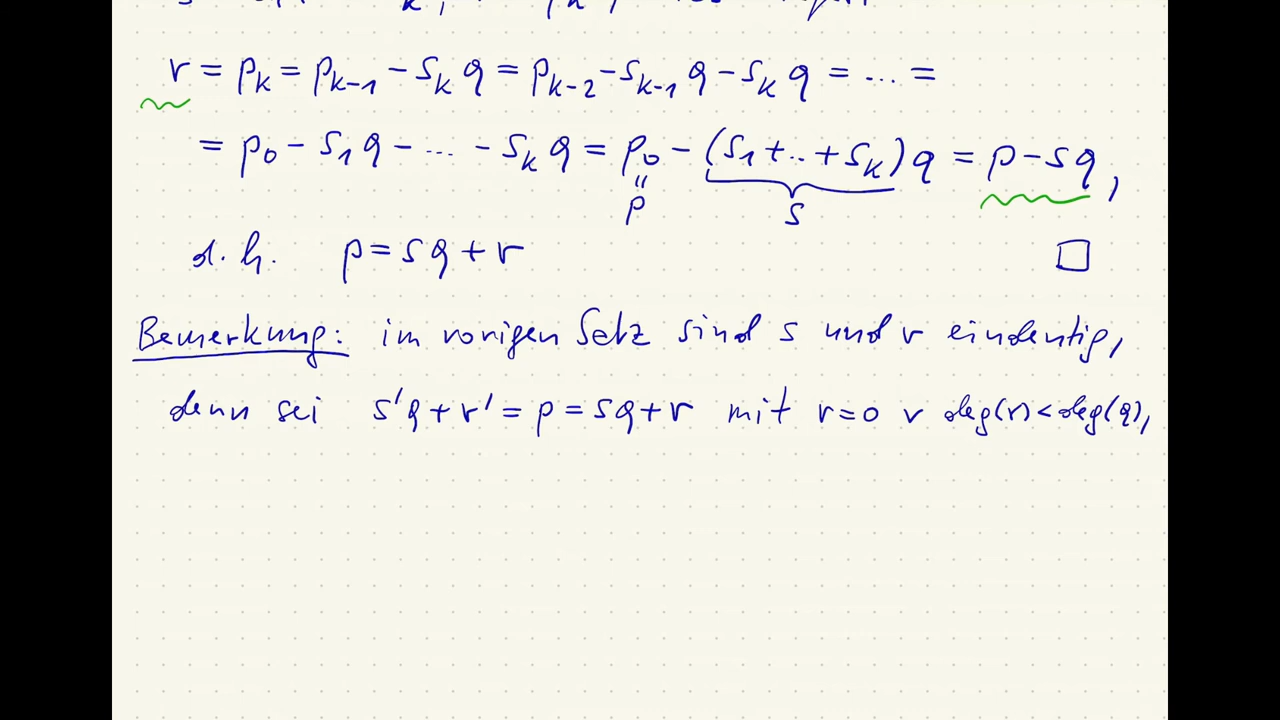 r = p_k = p_{k-1} - s_k q = p_{k-2} - s_{k-1} q - s_k q = ... =
= p_0 - s_1 q - ... - s_k q = p_0 - (s_1 + .. + s_k) q = p - s q,
" p s
d.h. p = s q + r □
Bemerkung: im vorigen Satz sind s und r eindeutig,
denn sei s'q + r' = p = sq + r mit r = 0 ∨ deg(r) < deg(q),